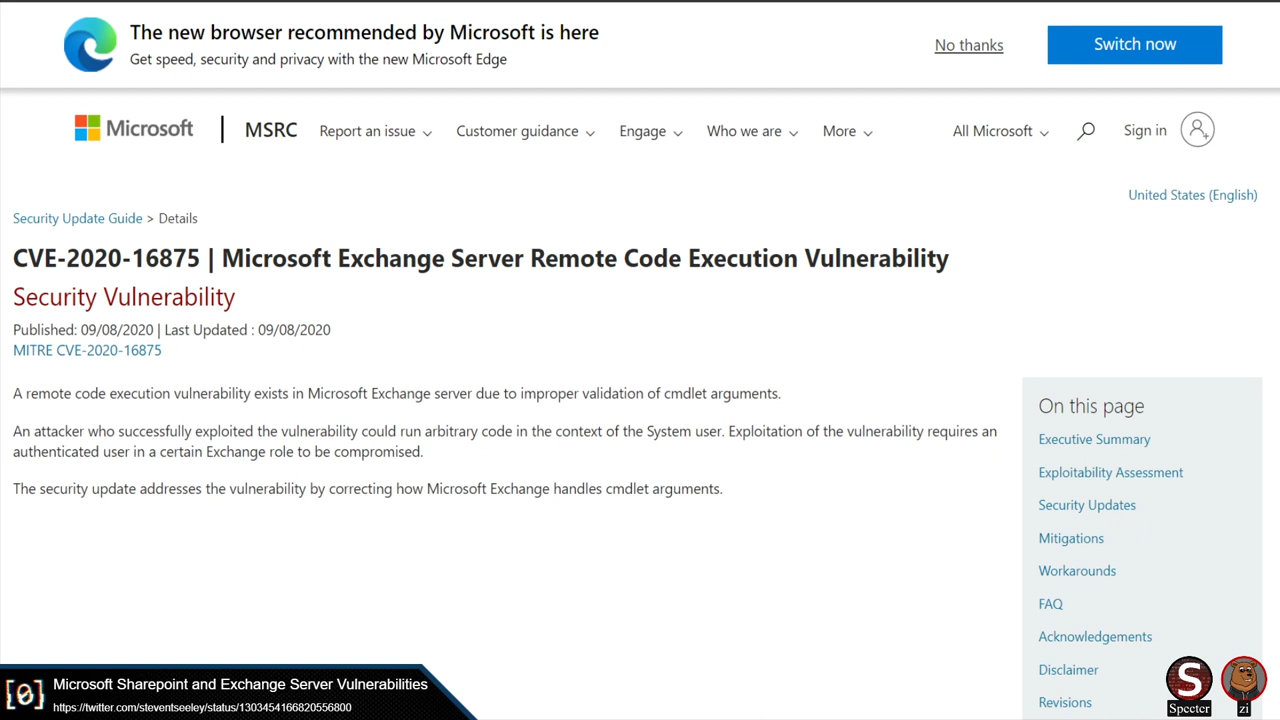 The new browser recommended by Microsoft is here
Get speed, security and privacy with the new Microsoft Edge
No thanks
Switch now
Microsoft
MSRC
Report an issue
Customer guidance
Engage
Who we are
More
All Microsoft
Sign in
United States (English)
Security Update Guide > Details
CVE-2020-16875 | Microsoft Exchange Server Remote Code Execution Vulnerability
Security Vulnerability
Published: 09/08/2020 | Last Updated : 09/08/2020
MITRE CVE-2020-16875
A remote code execution vulnerability exists in Microsoft Exchange server due to improper validation of cmdlet arguments.
An attacker who successfully exploited the vulnerability could run arbitrary code in the context of the System user. Exploitation of the vulnerability requires an
authenticated user in a certain Exchange role to be compromised.
The security update addresses the vulnerability by correcting how Microsoft Exchange handles cmdlet arguments.
On this page
Executive Summary
Exploitability Assessment
Security Updates
Mitigations
Workarounds
FAQ
Acknowledgements
Disclaimer
Revisions
[0]
Microsoft Sharepoint and Exchange Server Vulnerabilities
https://twitter.com/steventseeley/status/1303454166820556800
S
Specter
zi